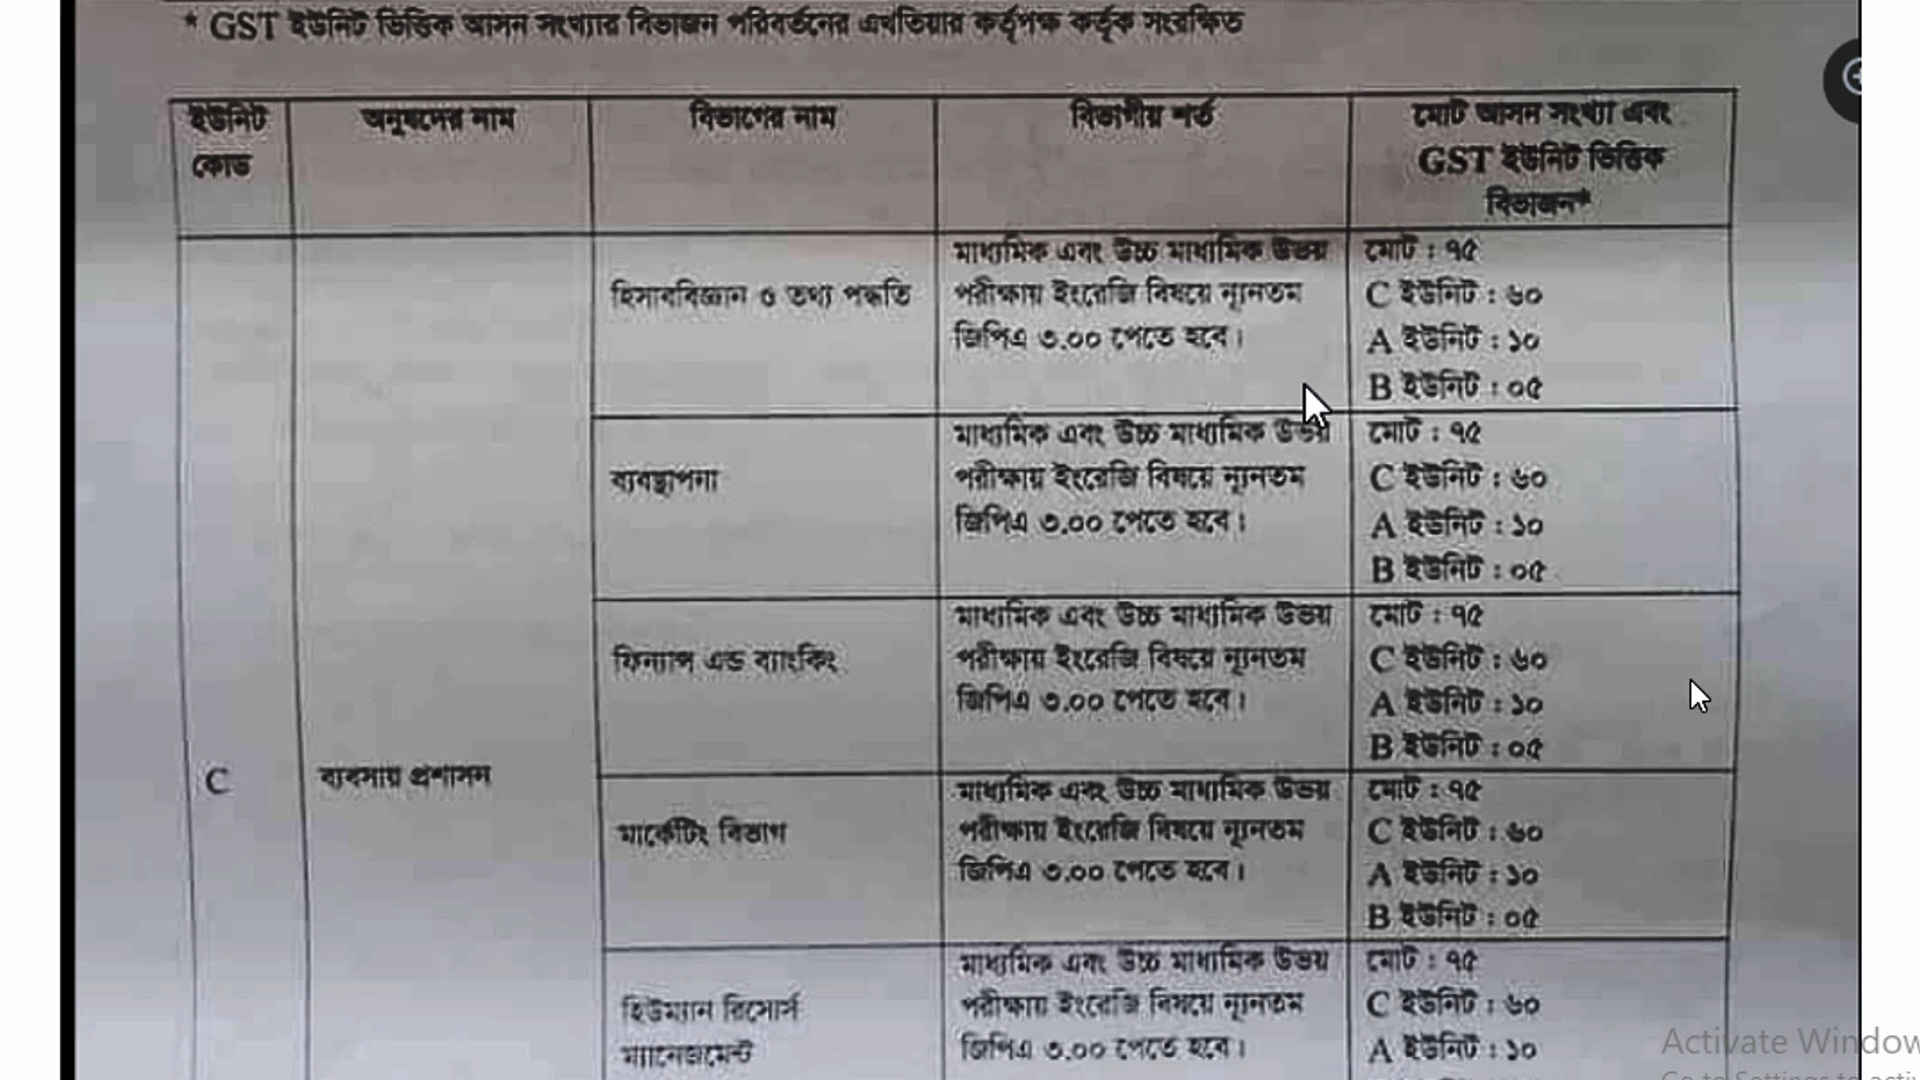 * GST ইউনিট ভিত্তিক আসন সংখ্যার বিভাজন পরিবর্তনের এখতিয়ার কর্তৃপক্ষ কর্তৃক সংরক্ষিত
ইউনিট
কোড
অনুষদের নাম
বিভাগের নাম
বিভাগীয় শর্ত
মোট আসন সংখ্যা এবং
GST ইউনিট ভিত্তিক
বিভাজন*
C
ব্যবসায় প্রশাসন
হিসাববিজ্ঞান ও তথ্য পদ্ধতি
মাধ্যমিক এবং উচ্চ মাধ্যমিক উভয়
পরীক্ষায় ইংরেজি বিষয়ে ন্যূনতম
জিপিএ ৩.০০ পেতে হবে।
মোট : ৭৫
C ইউনিট : ৬০
A ইউনিট : ১০
B ইউনিট : ০৫
ব্যবস্থাপনা
মাধ্যমিক এবং উচ্চ মাধ্যমিক উভয়
পরীক্ষায় ইংরেজি বিষয়ে ন্যূনতম
জিপিএ ৩.০০ পেতে হবে।
মোট : ৭৫
C ইউনিট : ৬০
A ইউনিট : ১০
B ইউনিট : ০৫
ফিন্যান্স এন্ড ব্যাংকিং
মাধ্যমিক এবং উচ্চ মাধ্যমিক উভয়
পরীক্ষায় ইংরেজি বিষয়ে ন্যূনতম
জিপিএ ৩.০০ পেতে হবে।
মোট : ৭৫
C ইউনিট : ৬০
A ইউনিট : ১০
B ইউনিট : ০৫
মার্কেটিং বিভাগ
মাধ্যমিক এবং উচ্চ মাধ্যমিক উভয়
পরীক্ষায় ইংরেজি বিষয়ে ন্যূনতম
জিপিএ ৩.০০ পেতে হবে।
মোট : ৭৫
C ইউনিট : ৬০
A ইউনিট : ১০
B ইউনিট : ০৫
হিউম্যান রিসোর্স
ম্যানেজমেন্ট
মাধ্যমিক এবং উচ্চ মাধ্যমিক উভয়
পরীক্ষায় ইংরেজি বিষয়ে ন্যূনতম
জিপিএ ৩.০০ পেতে হবে।
মোট : ৭৫
C ইউনিট : ৬০
A ইউনিট : ১০
Activate Window